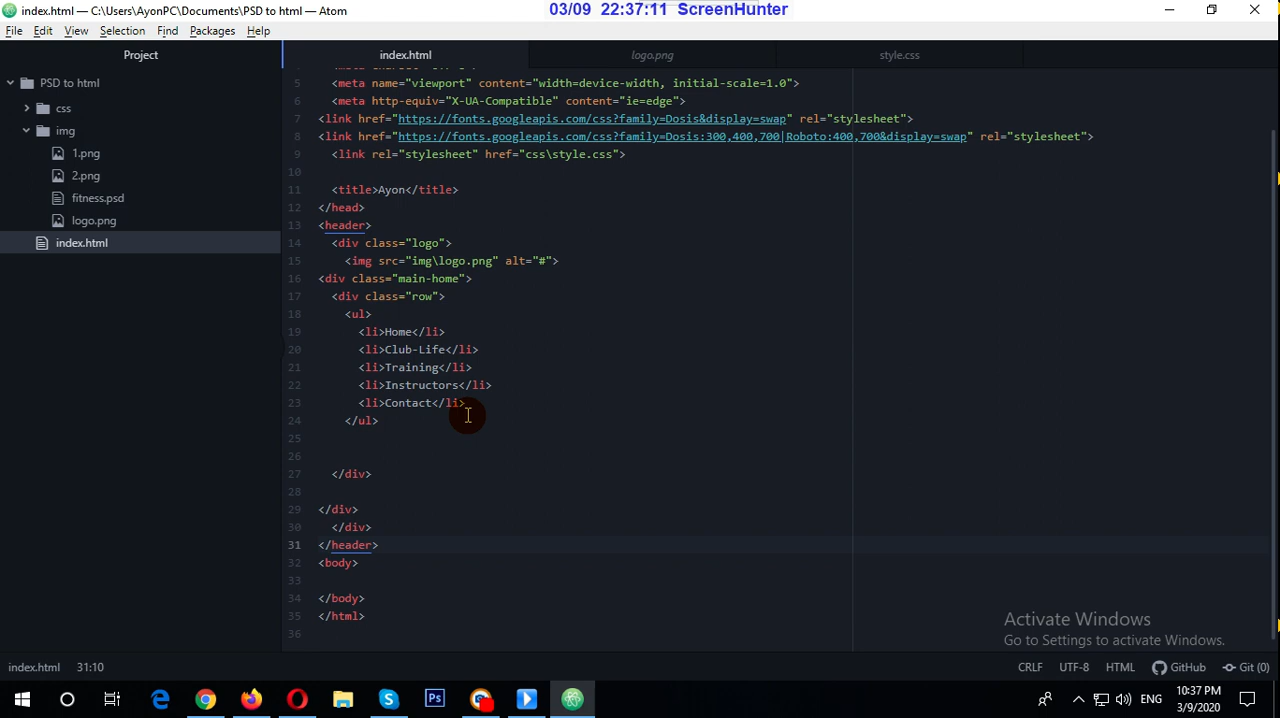 index.html — C:\Users\AyonPC\Documents\PSD to html — Atom
03/09 22:37:11 ScreenHunter
File Edit View Selection Find Packages Help
Project
index.html logo.png style.css
PSD to html
css
img
1.png
2.png
fitness.psd
logo.png
index.html
5 <meta name="viewport" content="width=device-width, initial-scale=1.0">
6 <meta http-equiv="X-UA-Compatible" content="ie=edge">
7 <link href="https://fonts.googleapis.com/css?family=Dosis&display=swap" rel="stylesheet">
8 <link href="https://fonts.googleapis.com/css?family=Dosis:300,400,700|Roboto:400,700&display=swap" rel="stylesheet">
9 <link rel="stylesheet" href="css\style.css">
10
11 <title>Ayon</title>
12 </head>
13 <header>
14 <div class="logo">
15 <img src="img\logo.png" alt="#">
16 <div class="main-home">
17 <div class="row">
18 <ul>
19 <li>Home</li>
20 <li>Club-Life</li>
21 <li>Training</li>
22 <li>Instructors</li>
23 <li>Contact</li>
24 </ul>
25
26
27 </div>
28
29 </div>
30 </div>
31 </header>
32 <body>
33
34 </body>
35 </html>
36
Activate Windows
Go to Settings to activate Windows.
index.html 31:10 CRLF UTF-8 HTML GitHub Git (0)
ENG
10:37 PM
3/9/2020